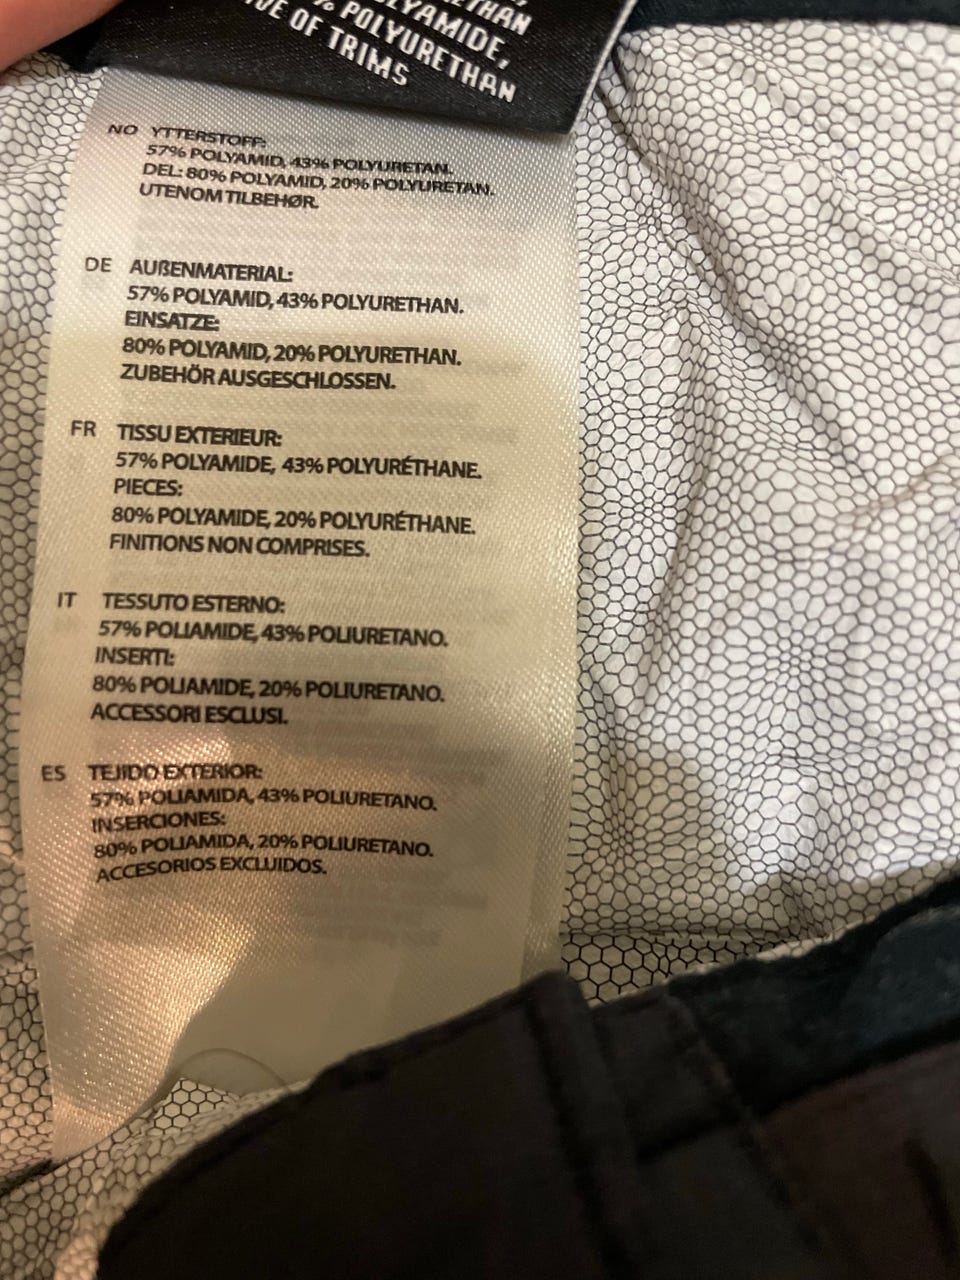 POLYURETHAN
OF TRIMS
NO YTTERSTOFF:
57% POLYAMID, 43% POLYURETAN.
DEL: 80% POLYAMID, 20% POLYURETAN.
UTENOM TILBEHØR.
DE AUßENMATERIAL:
57% POLYAMID, 43% POLYURETHAN.
EINSATZE:
80% POLYAMID, 20% POLYURETHAN.
ZUBEHÖR AUSGESCHLOSSEN.
FR TISSU EXTERIEUR:
57% POLYAMIDE, 43% POLYURÉTHANE.
PIECES:
80% POLYAMIDE, 20% POLYURÉTHANE.
FINITIONS NON COMPRISES.
IT TESSUTO ESTERNO:
57% POLIAMIDE, 43% POLIURETANO.
INSERTI:
80% POLIAMIDE, 20% POLIURETANO.
ACCESSORI ESCLUSI.
ES TEJIDO EXTERIOR:
57% POLIAMIDA, 43% POLIURETANO.
INSERCIONES:
80% POLIAMIDA, 20% POLIURETANO.
ACCESORIOS EXCLUIDOS.